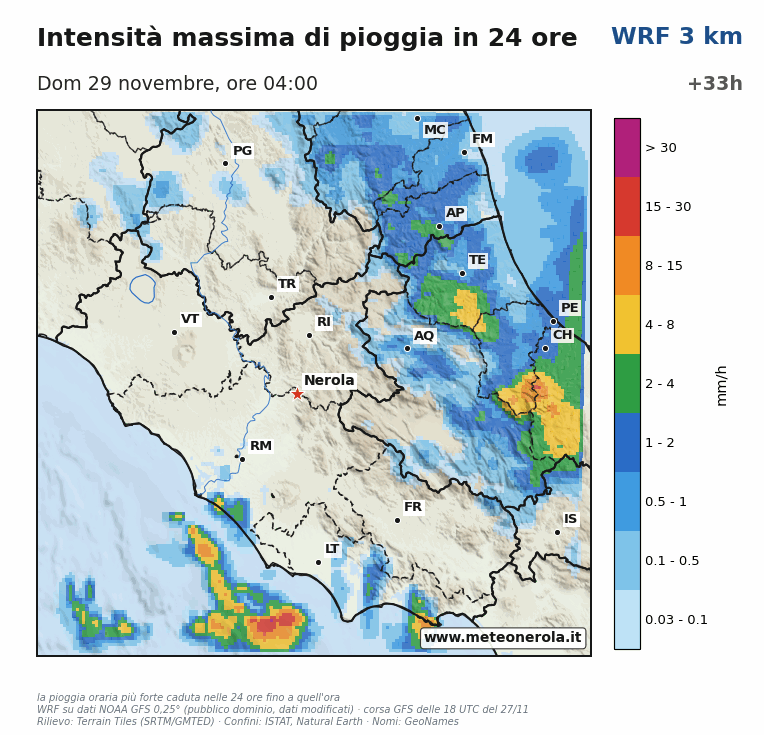 Intensità massima di pioggia in 24 ore
WRF 3 km
Dom 29 novembre, ore 04:00
+33h
MC
FM
PG
AP
TE
TR
PE
VT
RI
AQ
CH
Nerola
RM
FR
IS
LT
www.meteonerola.it
> 30
15 - 30
8 - 15
4 - 8
2 - 4
1 - 2
0.5 - 1
0.1 - 0.5
0.03 - 0.1
mm/h
la pioggia oraria più forte caduta nelle 24 ore fino a quell'ora
WRF su dati NOAA GFS 0,25° (pubblico dominio, dati modificati) · corsa GFS delle 18 UTC del 27/11
Rilievo: Terrain Tiles (SRTM/GMTED) · Confini: ISTAT, Natural Earth · Nomi: GeoNames